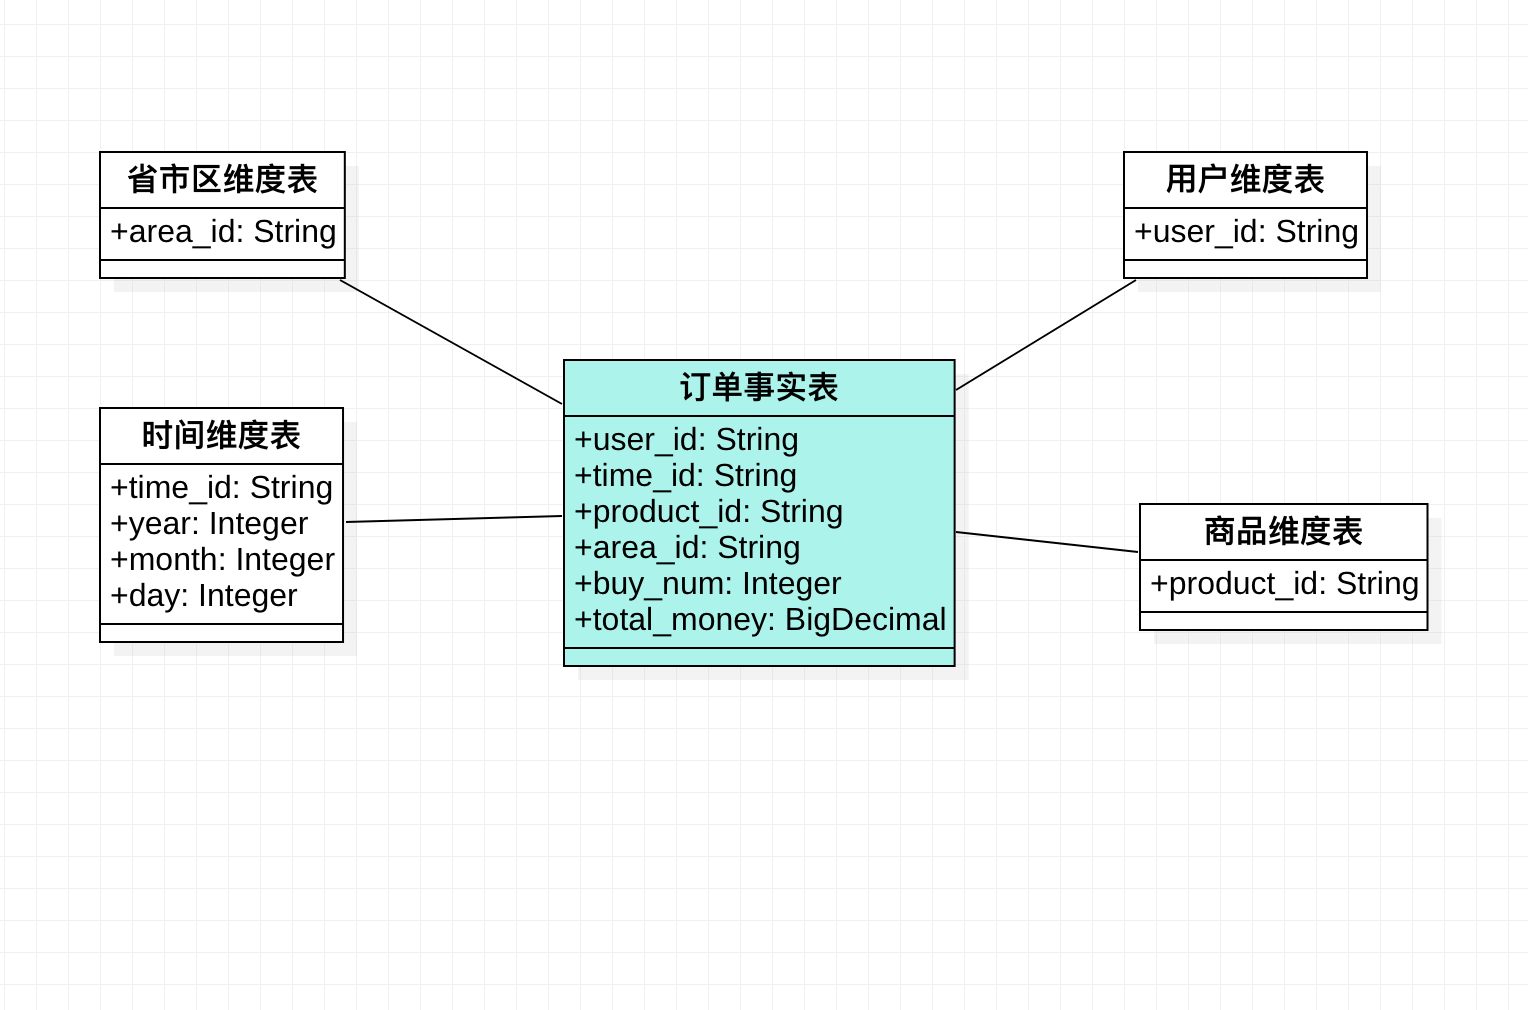 省市区维度表
+area_id: String
用户维度表
+user_id: String
时间维度表
+time_id: String
+year: Integer
+month: Integer
+day: Integer
订单事实表
+user_id: String
+time_id: String
+product_id: String
+area_id: String
+buy_num: Integer
+total_money: BigDecimal
商品维度表
+product_id: String